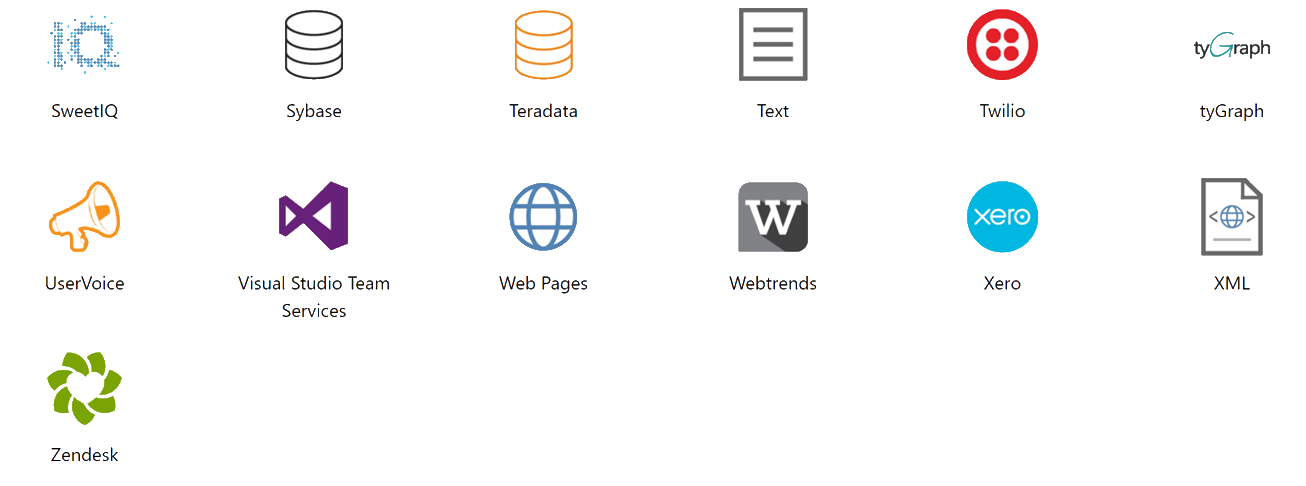 IQ
tyGraph
SweetIQ
Sybase
Teradata
Text
Twilio
tyGraph
W
xero
UserVoice
Visual Studio Team
Services
Web Pages
Webtrends
Xero
XML
Zendesk